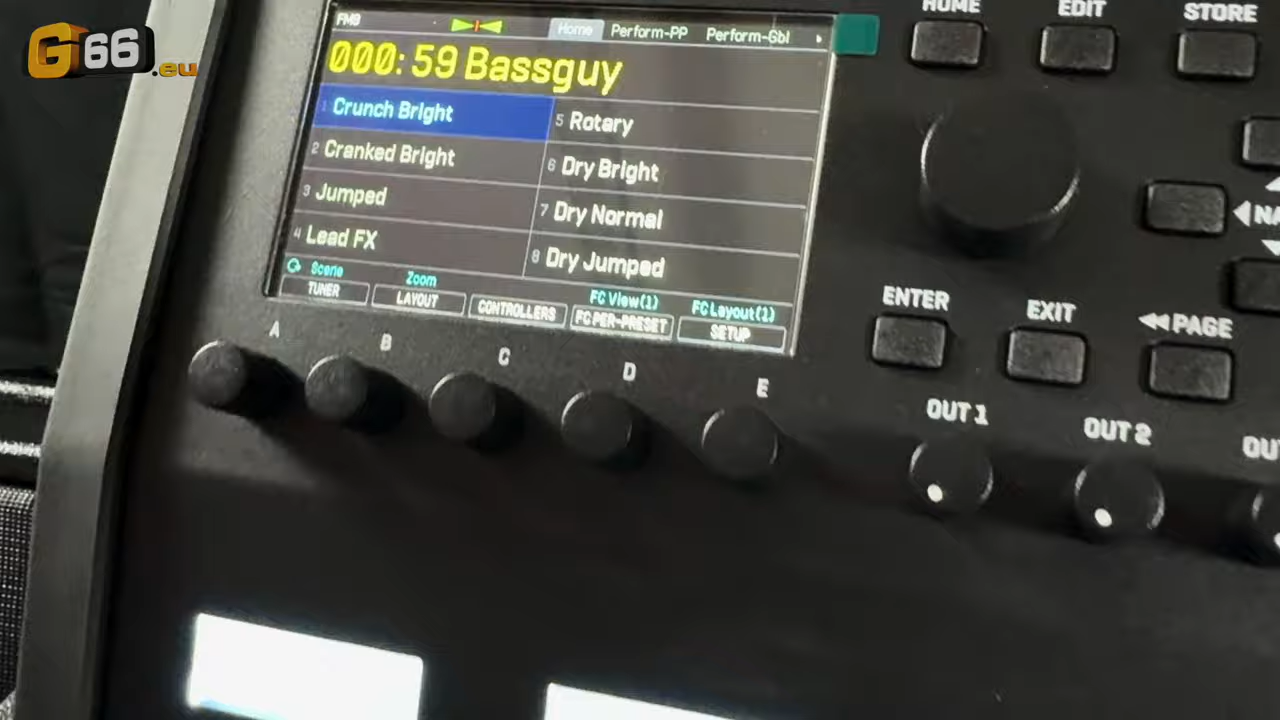 G66.eu
HOME EDIT STORE
FM9 Home Perform-PP Perform-Gbl
000: 59 Bassguy
1 Crunch Bright
2 Cranked Bright
3 Jumped
4 Lead FX
5 Rotary
6 Dry Bright
7 Dry Normal
8 Dry Jumped
Scene Zoom FC View(1) FC Layout(1)
TUNER LAYOUT CONTROLLERS FC PER-PRESET SETUP
A B C D E
ENTER EXIT PAGE
OUT 1 OUT 2